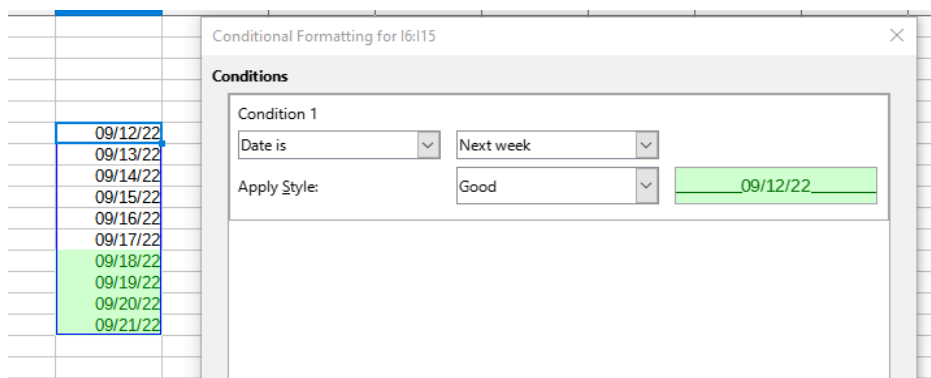 Conditional Formatting for I6:I15
Conditions
Condition 1
Date is Next week
Apply Style: Good 09/12/22
09/12/22
09/13/22
09/14/22
09/15/22
09/16/22
09/17/22
09/18/22
09/19/22
09/20/22
09/21/22